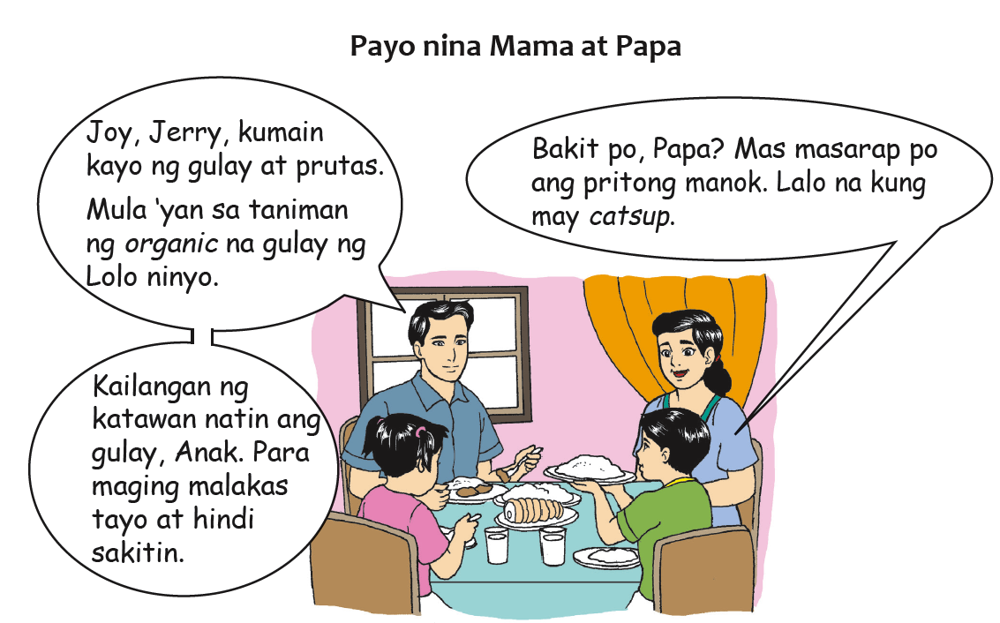 Payo nina Mama at Papa
Joy, Jerry, kumain
kayo ng gulay at prutas.
Mula ‘yan sa taniman
ng organic na gulay ng
Lolo ninyo.
Bakit po, Papa? Mas masarap po
ang pritong manok. Lalo na kung
may catsup.
Kailangan ng
katawan natin ang
gulay, Anak. Para
maging malakas
tayo at hindi
sakitin.